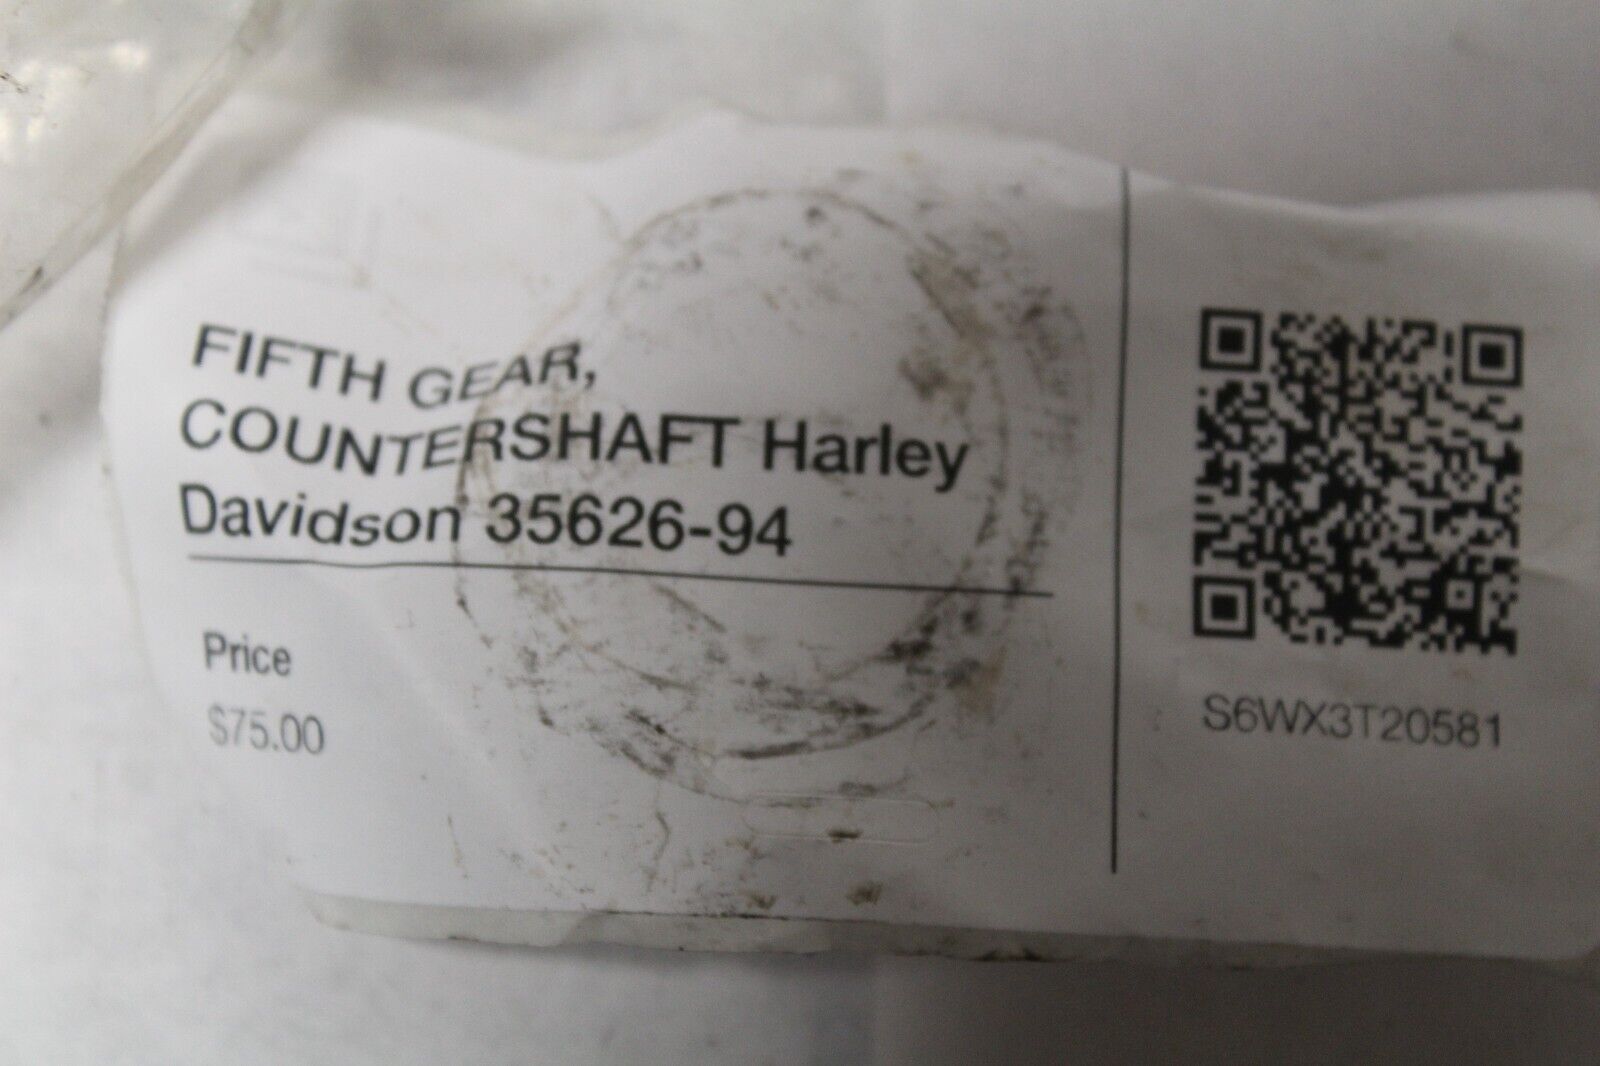 FIFTH GEAR,
COUNTERSHAFT Harley
Davidson 35626-94
Price
$75.00
S6WX3T20581